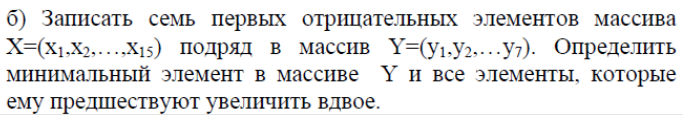 б) Записать семь первых отрицательных элементов массива
X=(x₁,x₂,…,x₁₅) подряд в массив Y=(y₁,y₂,…y₇). Определить
минимальный элемент в массиве Y и все элементы, которые
ему предшествуют увеличить вдвое.